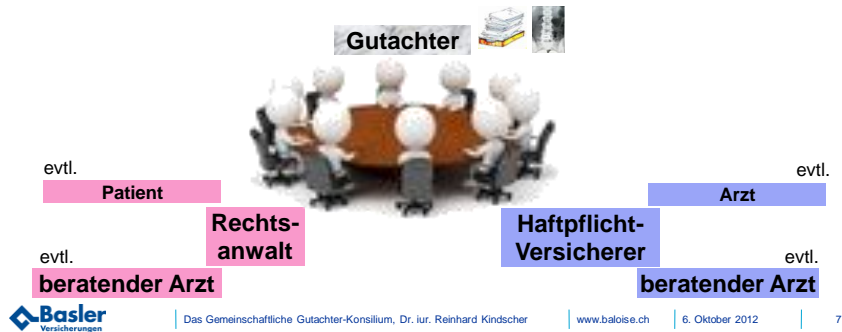 Gutachter
evtl.
Patient
Rechts-
anwalt
evtl.
beratender Arzt
evtl.
Arzt
Haftpflicht-
Versicherer
evtl.
beratender Arzt
Basler
Versicherungen
Das Gemeinschaftliche Gutachter-Konsilium, Dr. iur. Reinhard Kindscher
www.baloise.ch
6. Oktober 2012
7